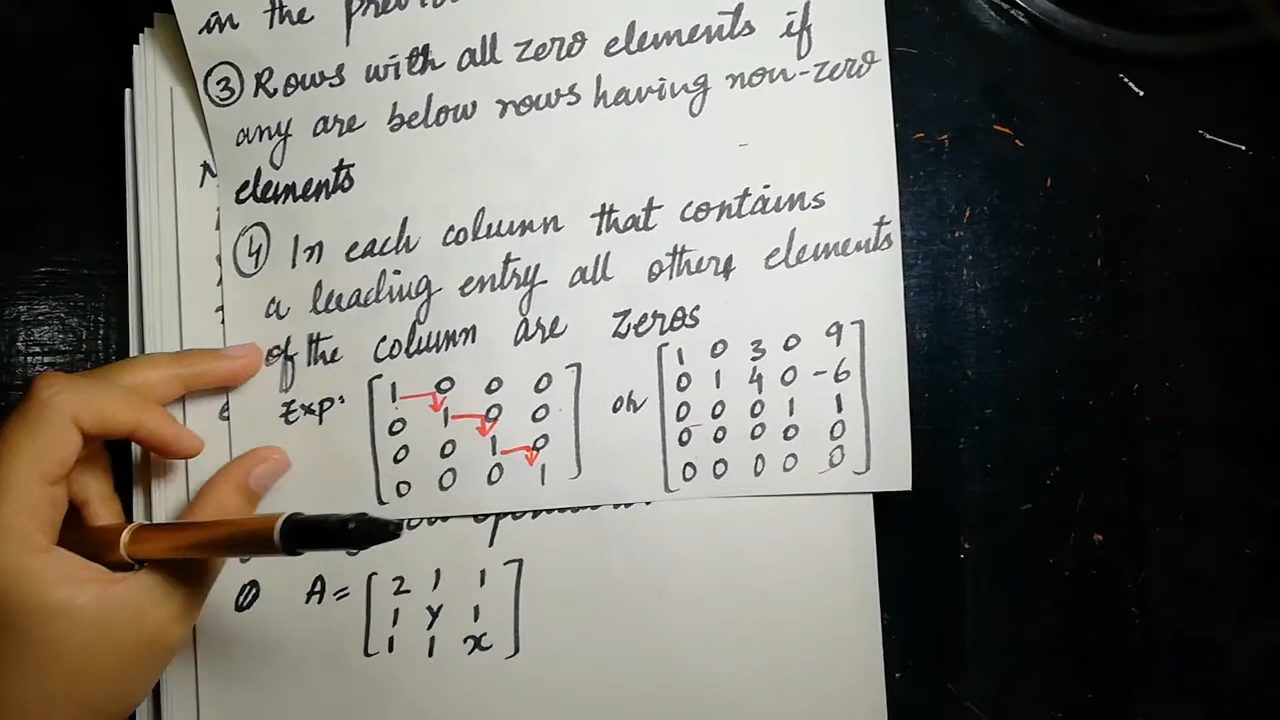 in the
③ Rows with all zero elements if
any are below rows having non-zero
elements
④ In each column that contains
a leading entry all other elements
of the column are zeros
Exp: [1 0 0 0 or [1 0 3 0 9
0 1 0 0 0 1 4 0 -6
0 0 1 0 0 0 0 1 1
0 0 0 1] 0 0 0 0 0
0 0 0 0 0]
A = [2 1 1
1 y 1
1 1 x]